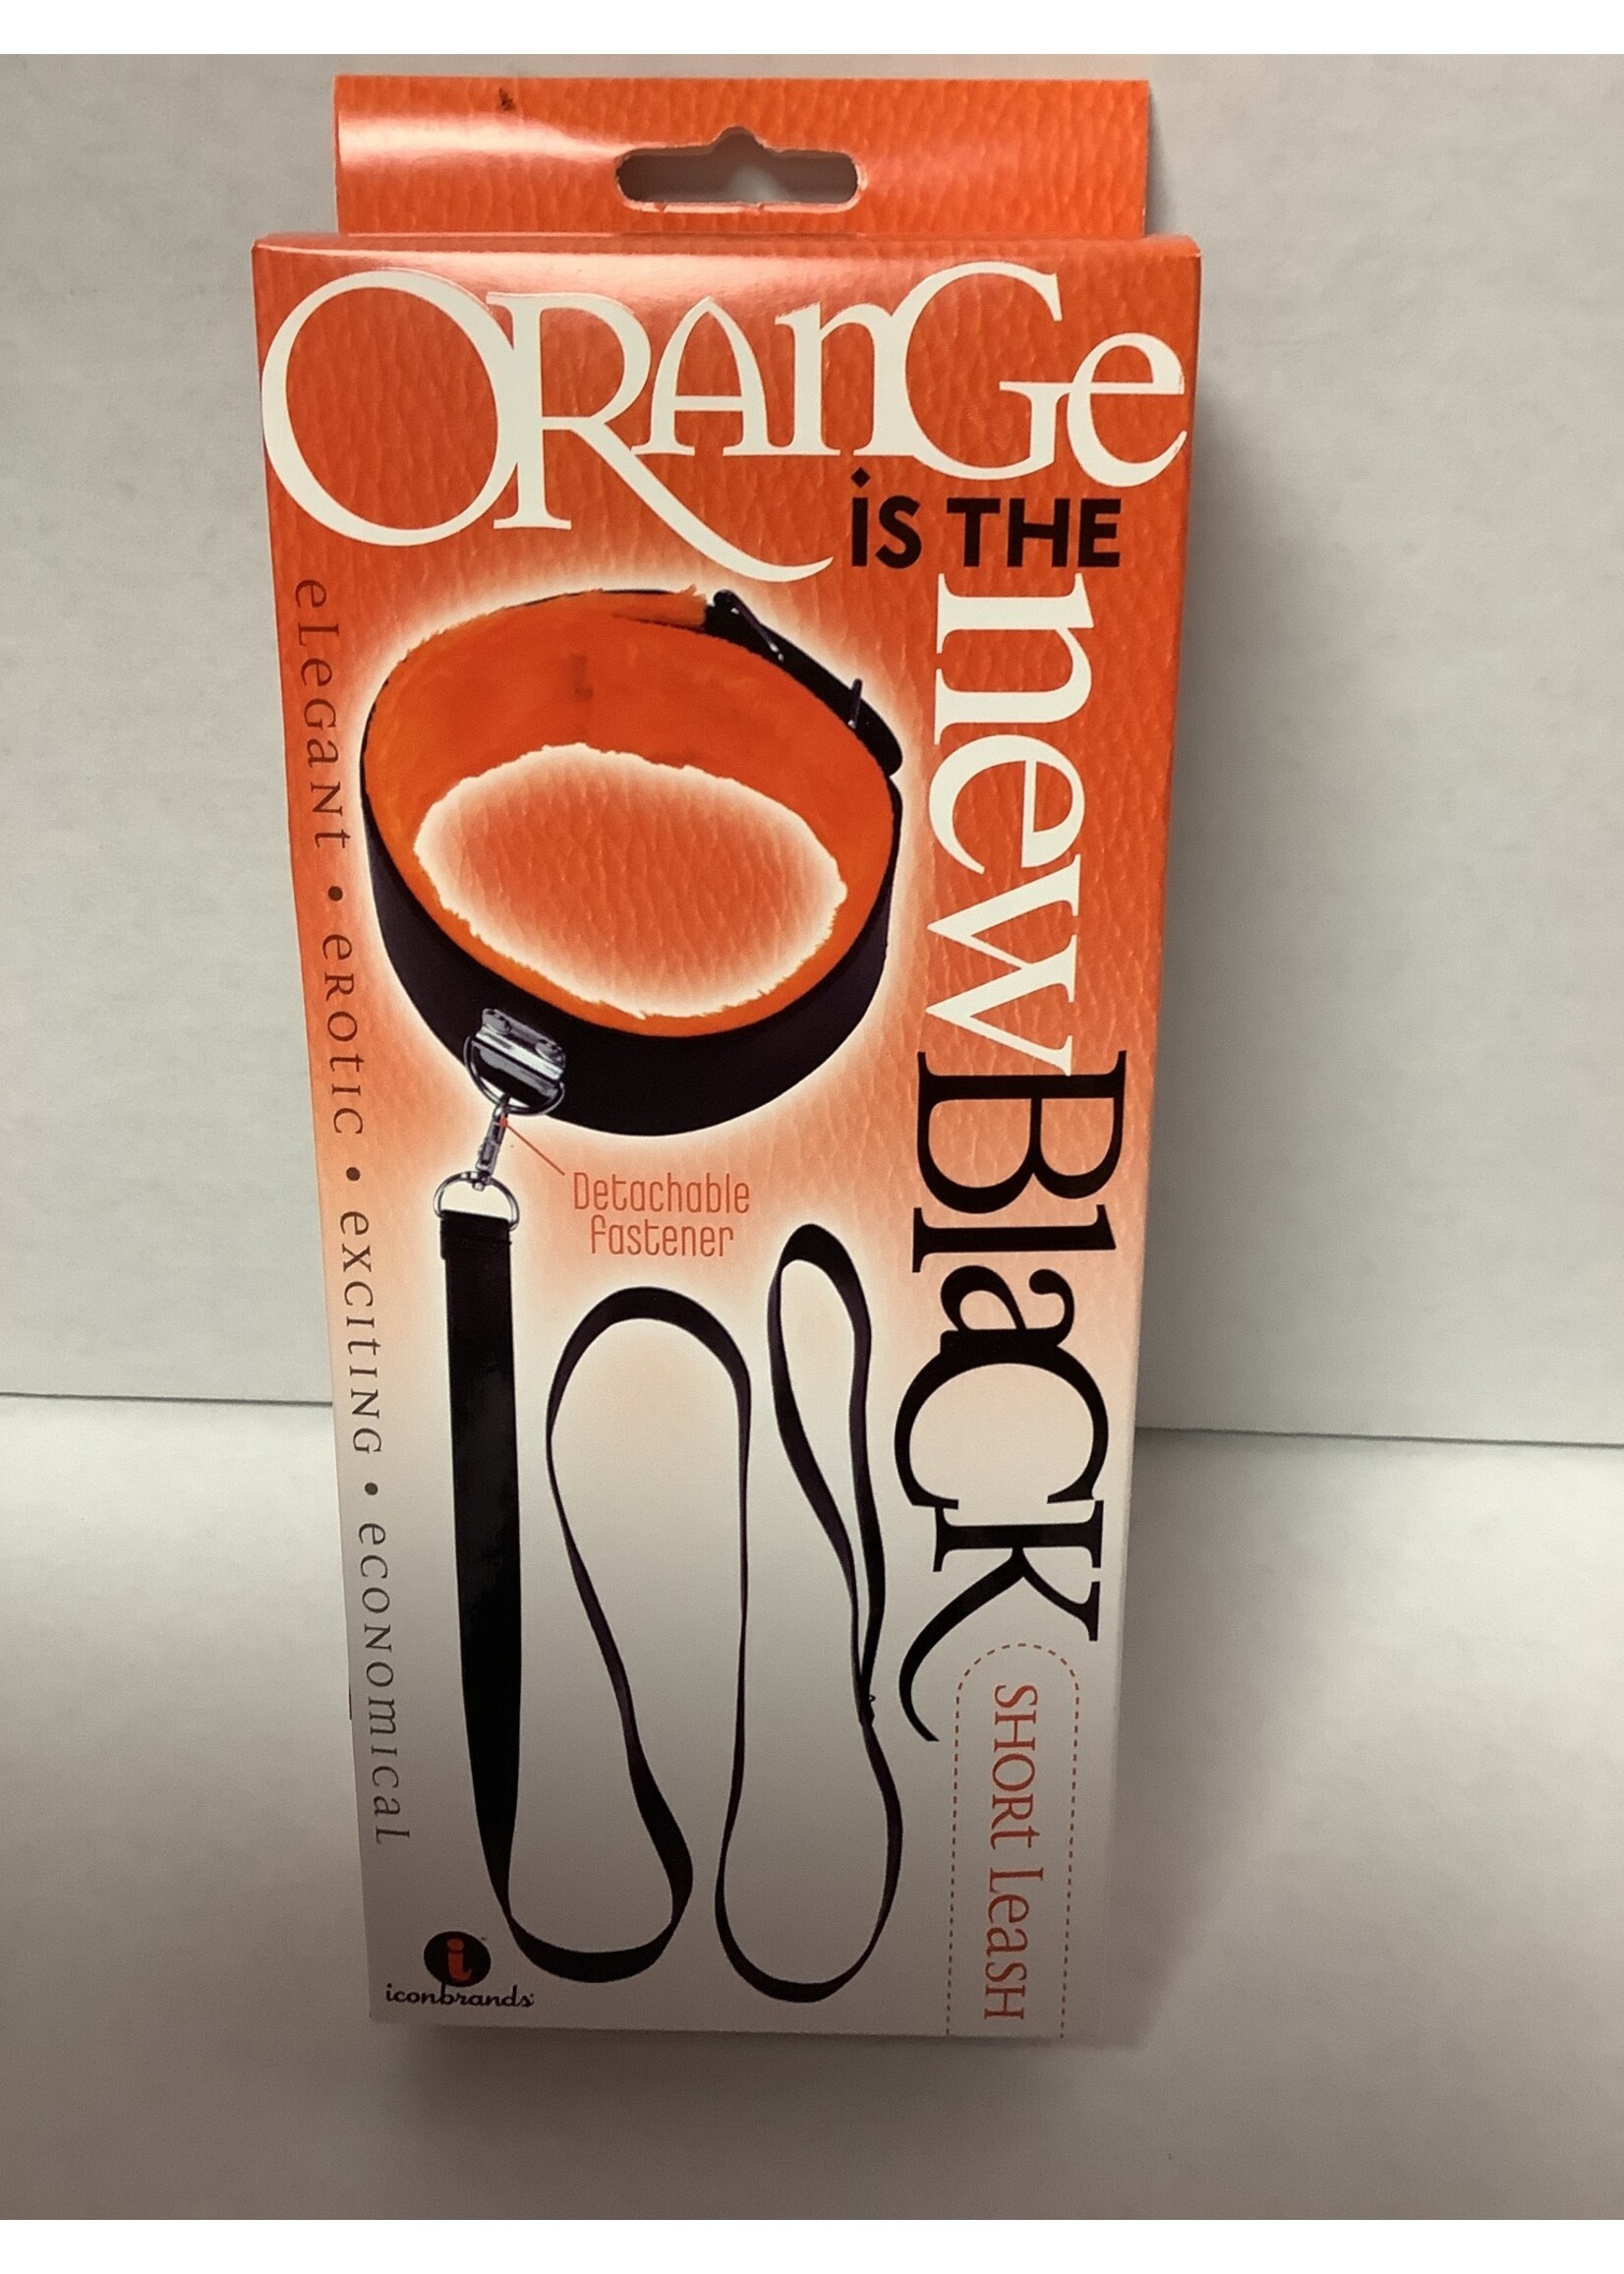 ORAnGe
iS THE
new
BlaCK
SHORt LeaSH
eLeGaNt • eROtIC • exCItING • eCONOmICaL
Detachable
fastener
i
iconbrands